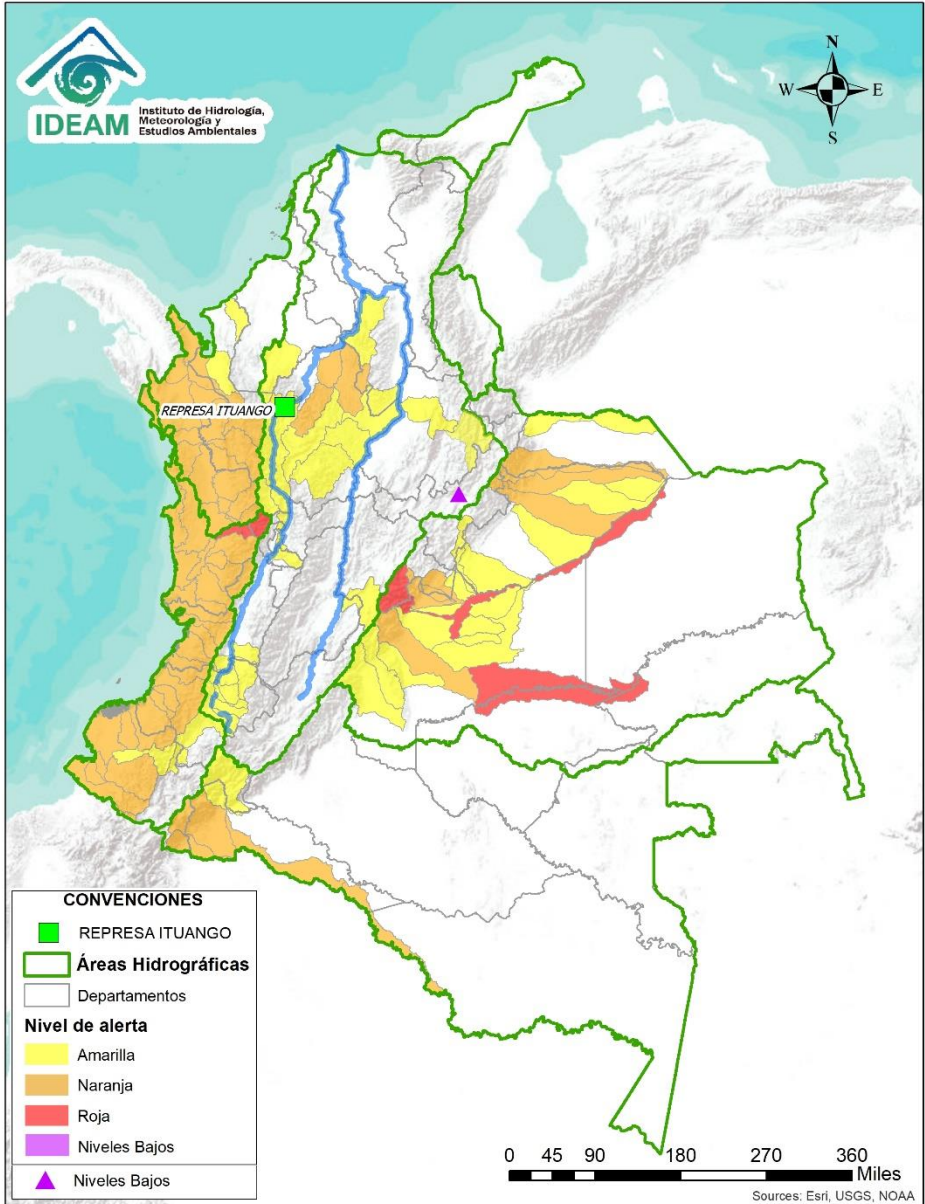 IDEAM
Instituto de Hidrología,
Meteorología y
Estudios Ambientales
N
W
E
S
REPRESA ITUANGO
CONVENCIONES
REPRESA ITUANGO
Áreas Hidrográficas
Departamentos
Nivel de alerta
Amarilla
Naranja
Roja
Niveles Bajos
Niveles Bajos
0 45 90 180 270 360
Miles
Sources: Esri, USGS, NOAA